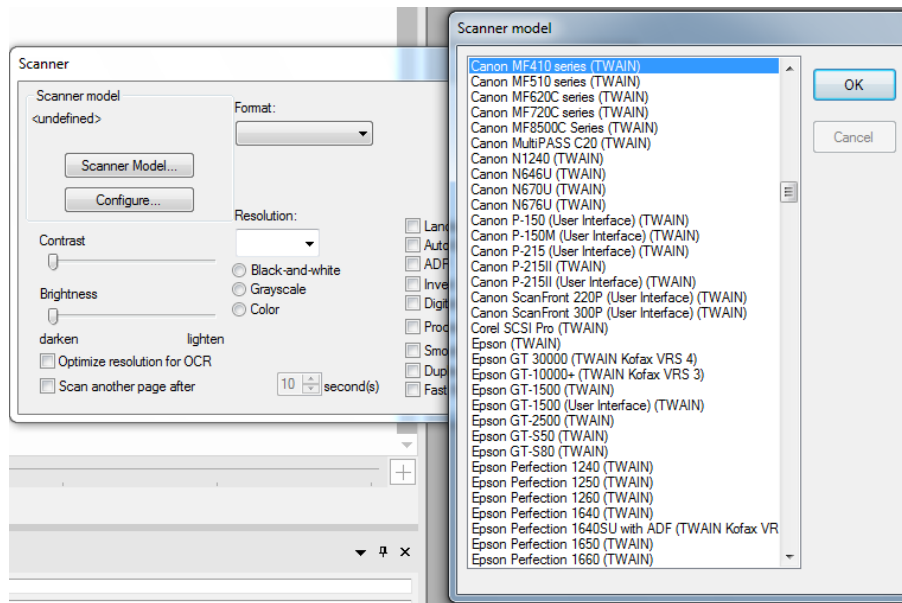 Scanner
Scanner model
<undefined>
Scanner Model...
Configure...
Format:
Resolution:
Contrast
Brightness
darken lighten
Black-and-white
Grayscale
Color
Optimize resolution for OCR
Scan another page after 10 second(s)
Land
Auto
ADF
Inve
Digit
Proc
Smo
Dup
Fast
Scanner model
Canon MF410 series (TWAIN)
Canon MF510 series (TWAIN)
Canon MF620C series (TWAIN)
Canon MF720C series (TWAIN)
Canon MF8500C Series (TWAIN)
Canon MultiPASS C20 (TWAIN)
Canon N1240 (TWAIN)
Canon N646U (TWAIN)
Canon N670U (TWAIN)
Canon N676U (TWAIN)
Canon P-150 (User Interface) (TWAIN)
Canon P-150M (User Interface) (TWAIN)
Canon P-215 (User Interface) (TWAIN)
Canon P-215II (TWAIN)
Canon P-215II (User Interface) (TWAIN)
Canon ScanFront 220P (User Interface) (TWAIN)
Canon ScanFront 300P (User Interface) (TWAIN)
Corel SCSI Pro (TWAIN)
Epson (TWAIN)
Epson GT 30000 (TWAIN Kofax VRS 4)
Epson GT-10000+ (TWAIN Kofax VRS 3)
Epson GT-1500 (TWAIN)
Epson GT-1500 (User Interface) (TWAIN)
Epson GT-2500 (TWAIN)
Epson GT-S50 (TWAIN)
Epson GT-S80 (TWAIN)
Epson Perfection 1240 (TWAIN)
Epson Perfection 1250 (TWAIN)
Epson Perfection 1260 (TWAIN)
Epson Perfection 1640 (TWAIN)
Epson Perfection 1640SU with ADF (TWAIN Kofax VR
Epson Perfection 1650 (TWAIN)
Epson Perfection 1660 (TWAIN)
OK
Cancel